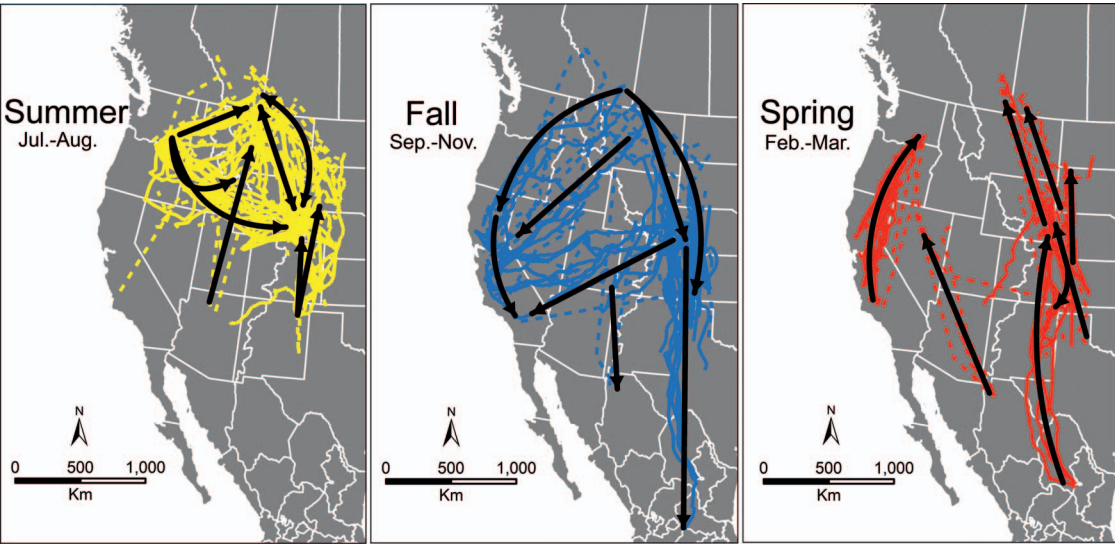 Summer
Jul.-Aug.
N
0 500 1,000
Km
Fall
Sep.-Nov.
N
0 500 1,000
Km
Spring
Feb.-Mar.
N
0 500 1,000
Km